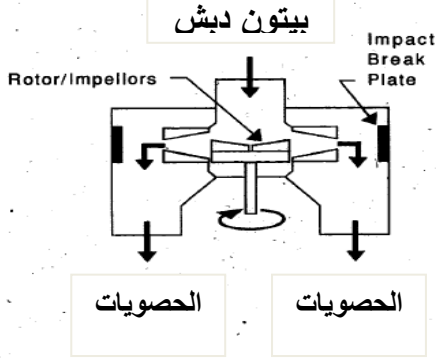 بيتون دبش
Impact
Break
Plate
Rotor/Impellors
الحصويات
الحصويات